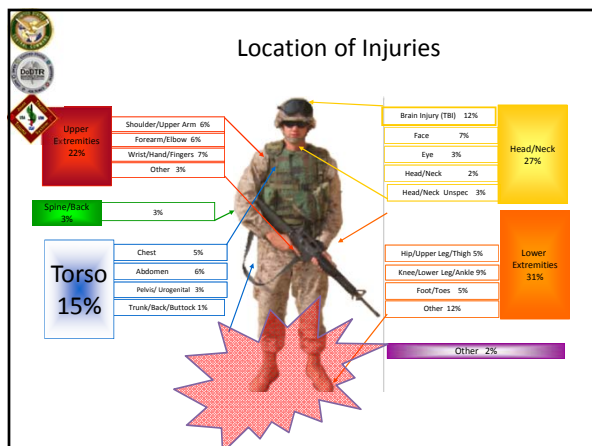 Location of Injuries
DoDTR
Upper
Extremities
22%
Shoulder/Upper Arm 6%
Forearm/Elbow 6%
Wrist/Hand/Fingers 7%
Other 3%
Spine/Back
3%
3%
Torso
15%
Chest 5%
Abdomen 6%
Pelvis/ Urogenital 3%
Trunk/Back/Buttock 1%
Brain Injury (TBI) 12%
Face 7%
Eye 3%
Head/Neck 2%
Head/Neck Unspec 3%
Head/Neck
27%
Hip/Upper Leg/Thigh 5%
Knee/Lower Leg/Ankle 9%
Foot/Toes 5%
Other 12%
Lower
Extremities
31%
Other 2%